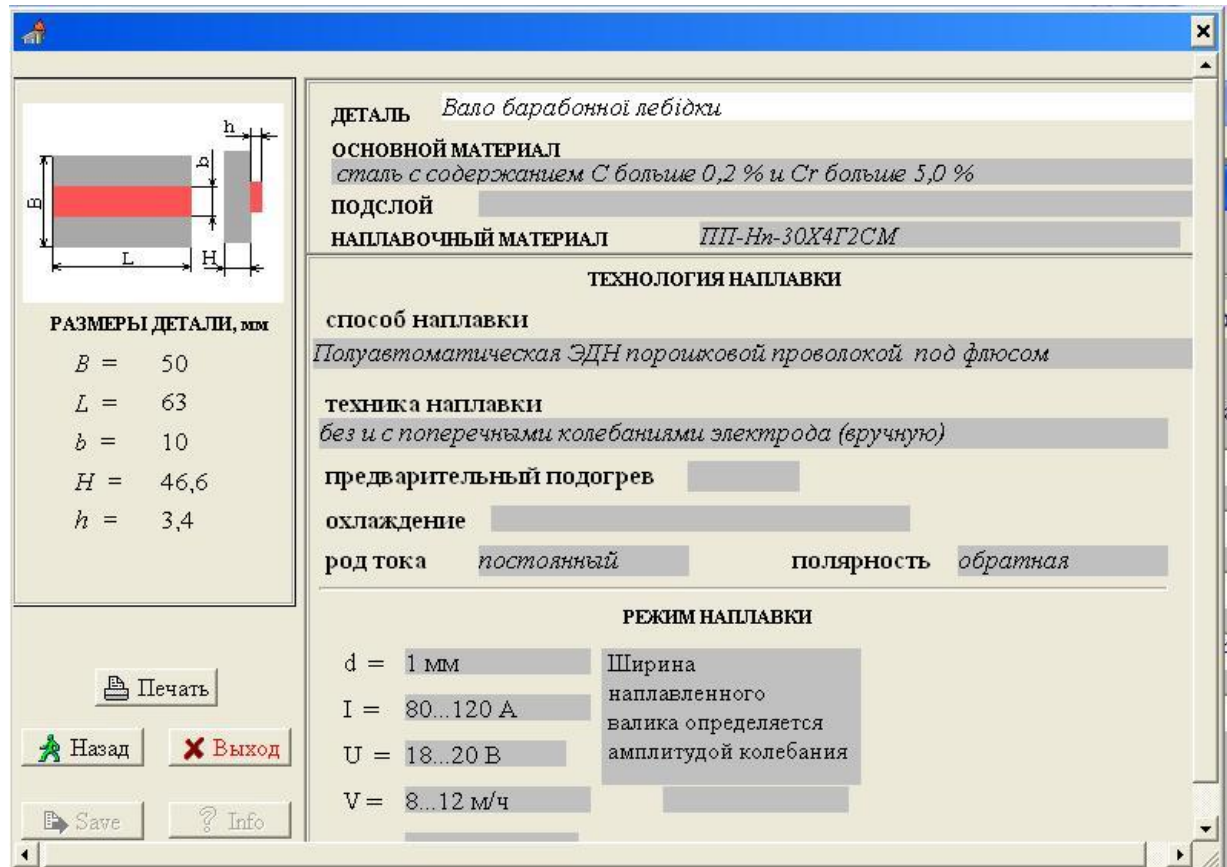 h
b
B
L
H
РАЗМЕРЫ ДЕТАЛИ, мм
B = 50
L = 63
b = 10
H = 46,6
h = 3,4
Печать
Назад
Выход
Save
? Info
ДЕТАЛЬ Вало барабонної лебідки
ОСНОВНОЙ МАТЕРИАЛ
сталь с содержанием C больше 0,2 % и Cr больше 5,0 %
ПОДСЛОЙ
НАПЛАВОЧНЫЙ МАТЕРИАЛ ПП-Нп-30Х4Г2СМ
ТЕХНОЛОГИЯ НАПЛАВКИ
способ наплавки
Полуавтоматическая ЭДН порошковой проволокой под флюсом
техника наплавки
без и с поперечными колебаниями электрода (вручную)
предварительный подогрев
охлаждение
род тока постоянный полярность обратная
РЕЖИМ НАПЛАВКИ
d = 1 мм
I = 80...120 А
U = 18...20 В
V = 8...12 м/ч
Ширина
наплавленного
валика определяется
амплитудой колебания